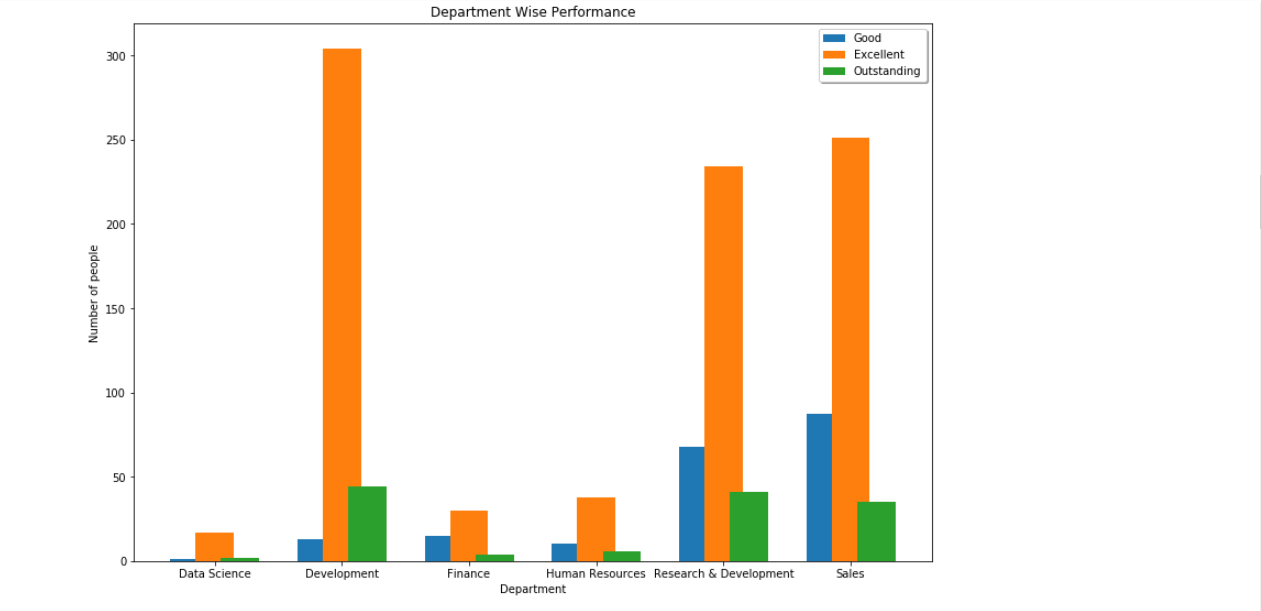 Department Wise Performance
Good
Excellent
Outstanding
300
250
200
150
100
50
0
Number of people
Data Science Development Finance Human Resources Research & Development Sales
Department